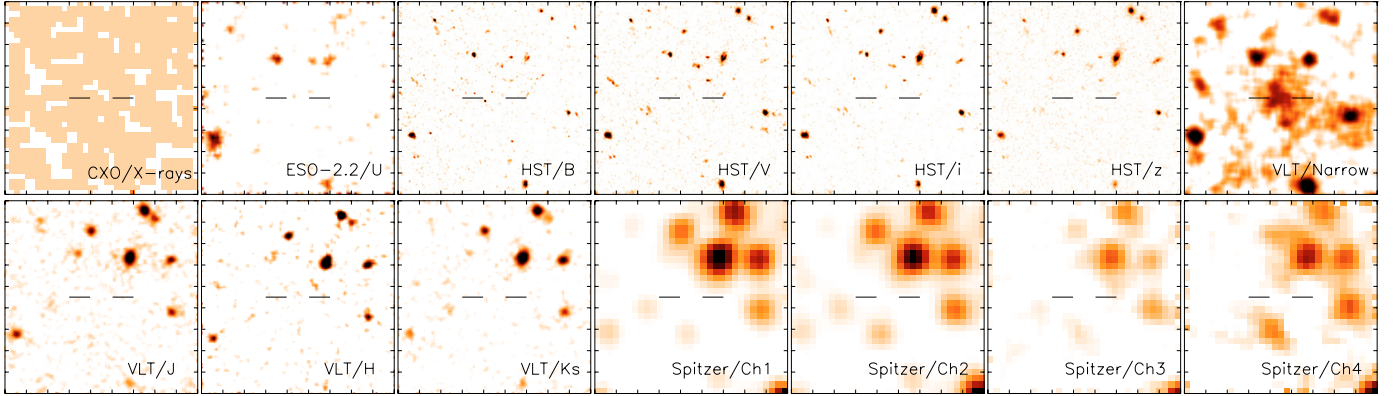 CXO/X-rays
ESO-2.2/U
HST/B
HST/V
HST/i
HST/z
VLT/Narrow
VLT/J
VLT/H
VLT/Ks
Spitzer/Ch1
Spitzer/Ch2
Spitzer/Ch3
Spitzer/Ch4